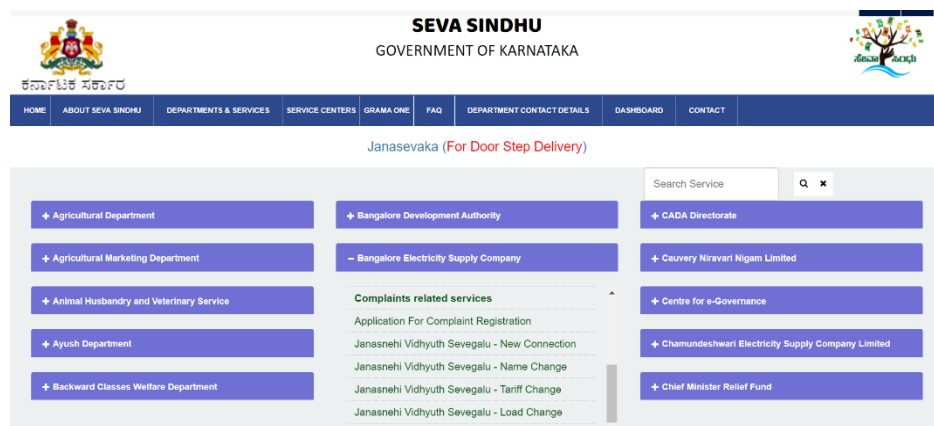 SEVA SINDHU
GOVERNMENT OF KARNATAKA
ಕರ್ನಾಟಕ ಸರ್ಕಾರ
ಸೇವಾ ಸಿಂಧು
HOME ABOUT SEVA SINDHU DEPARTMENTS & SERVICES SERVICE CENTERS GRAMA ONE FAQ DEPARTMENT CONTACT DETAILS DASHBOARD CONTACT
Janasevaka (For Door Step Delivery)
Search Service
+ Agricultural Department
+ Agricultural Marketing Department
+ Animal Husbandry and Veterinary Service
+ Ayush Department
+ Backward Classes Welfare Department
+ Bangalore Development Authority
– Bangalore Electricity Supply Company
Complaints related services
Application For Complaint Registration
Janasnehi Vidhyuth Sevegalu - New Connection
Janasnehi Vidhyuth Sevegalu - Name Change
Janasnehi Vidhyuth Sevegalu - Tariff Change
Janasnehi Vidhyuth Sevegalu - Load Change
+ CADA Directorate
+ Cauvery Niravari Nigam Limited
+ Centre for e-Governance
+ Chamundeshwari Electricity Supply Company Limited
+ Chief Minister Relief Fund